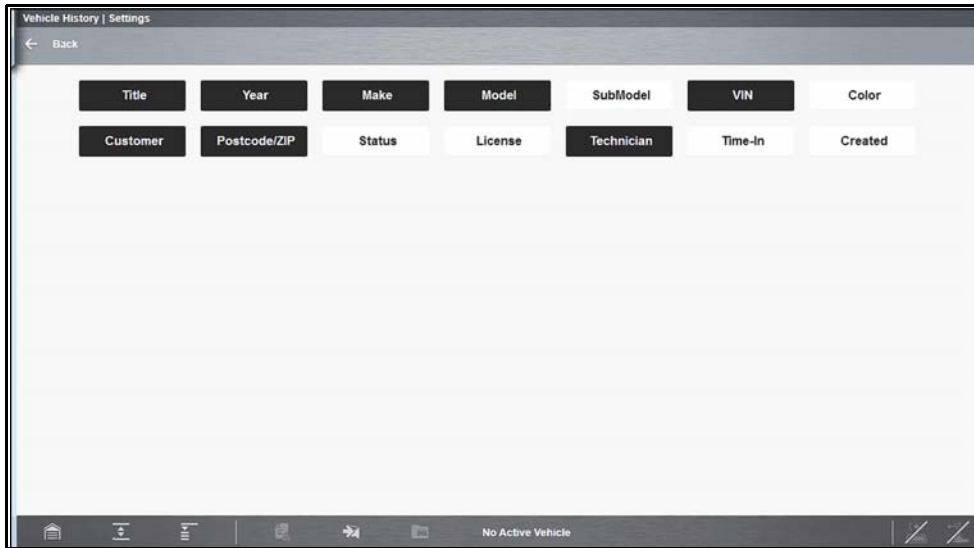 Vehicle History | Settings
Back
Title Year Make Model SubModel VIN Color
Customer Postcode/ZIP Status License Technician Time-In Created
No Active Vehicle